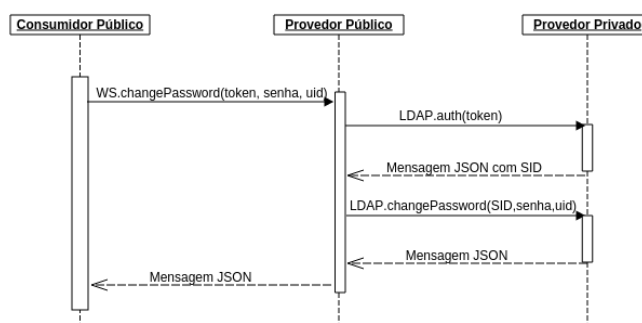 Consumidor Público
Provedor Público
Provedor Privado
WS.changePassword(token, senha, uid)
LDAP.auth(token)
Mensagem JSON com SID
LDAP.changePassword(SID,senha,uid)
Mensagem JSON
Mensagem JSON